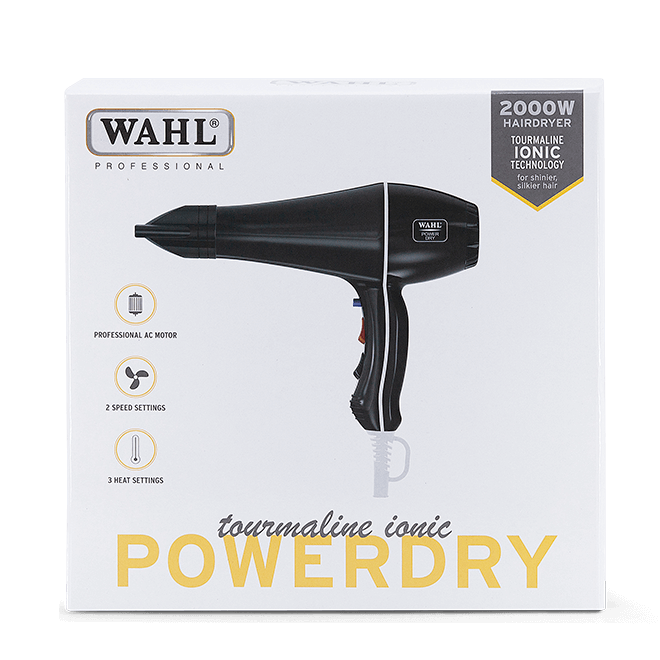 WAHL®
PROFESSIONAL
2000W
HAIRDRYER
TOURMALINE
IONIC
TECHNOLOGY
for shinier,
silkier hair
WAHL
POWER
DRY
PROFESSIONAL AC MOTOR
2 SPEED SETTINGS
3 HEAT SETTINGS
tourmaline ionic
POWERDRY